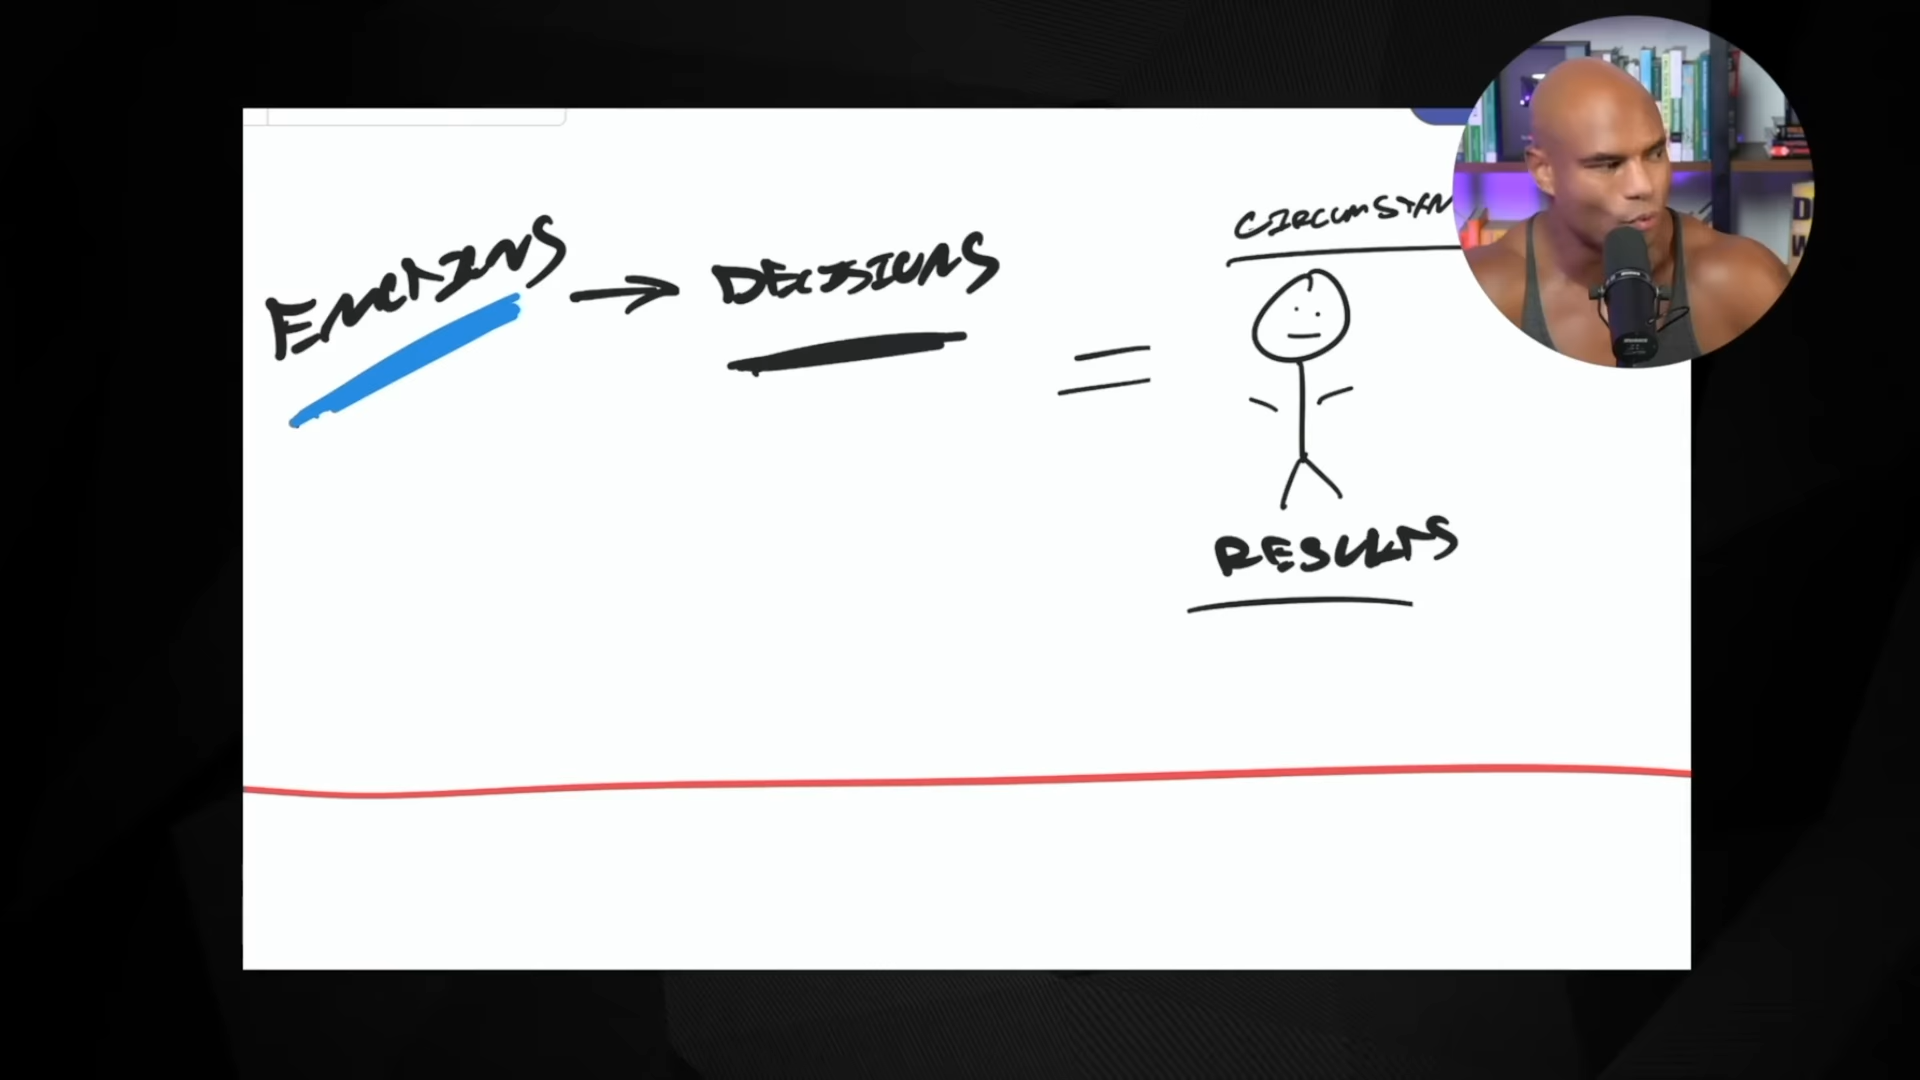 EMOTIONS → DECISIONS
=
CIRCUMSTAN
RESULTS